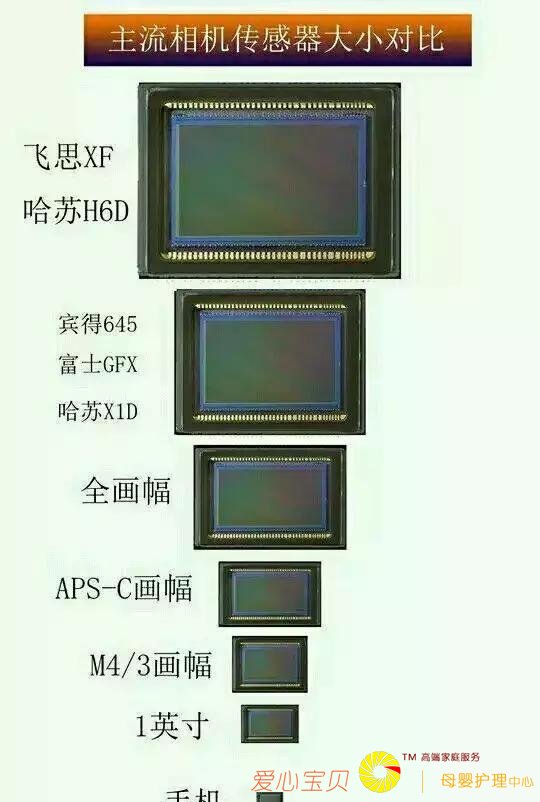 主流相机传感器大小对比
飞思XF
哈苏H6D
宾得645
富士GFX
哈苏X1D
全画幅
APS-C画幅
M4/3画幅
1英寸
TM 高端家庭服务
爱心宝贝 | 母婴护理中心
手机